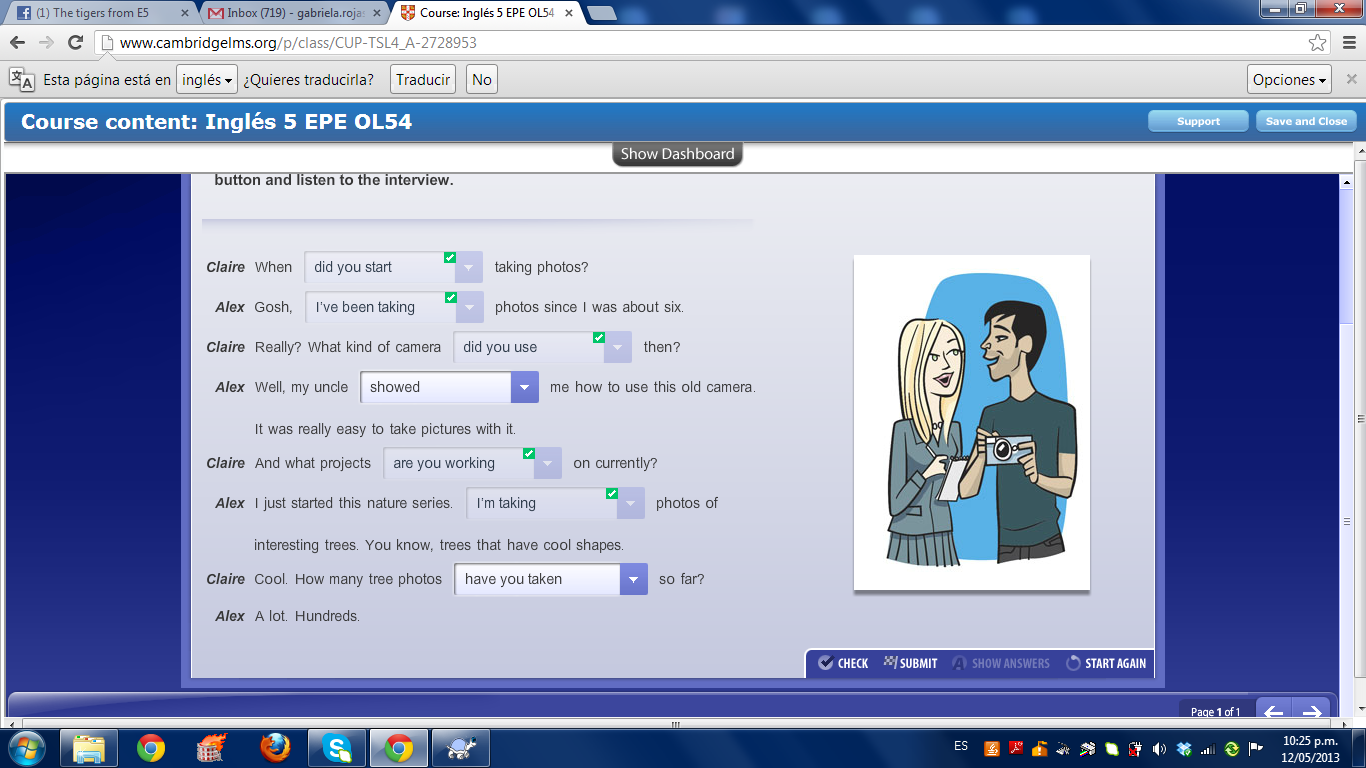 (1) The tigers from E5
Inbox (719) - gabriela.rojas
Course: Inglés 5 EPE OL54
www.cambridgelms.org/p/class/CUP-TSL4_A-2728953
Esta página está en inglés ¿Quieres traducirla? Traducir No Opciones
Course content: Inglés 5 EPE OL54 Support Save and Close
Show Dashboard
button and listen to the interview.
Claire When did you start taking photos?
Alex Gosh, I've been taking photos since I was about six.
Claire Really? What kind of camera did you use then?
Alex Well, my uncle showed me how to use this old camera.
It was really easy to take pictures with it.
Claire And what projects are you working on currently?
Alex I just started this nature series. I'm taking photos of
interesting trees. You know, trees that have cool shapes.
Claire Cool. How many tree photos have you taken so far?
Alex A lot. Hundreds.
CHECK SUBMIT SHOW ANSWERS START AGAIN
Page 1 of 1
ES 10:25 p.m.
12/05/2013